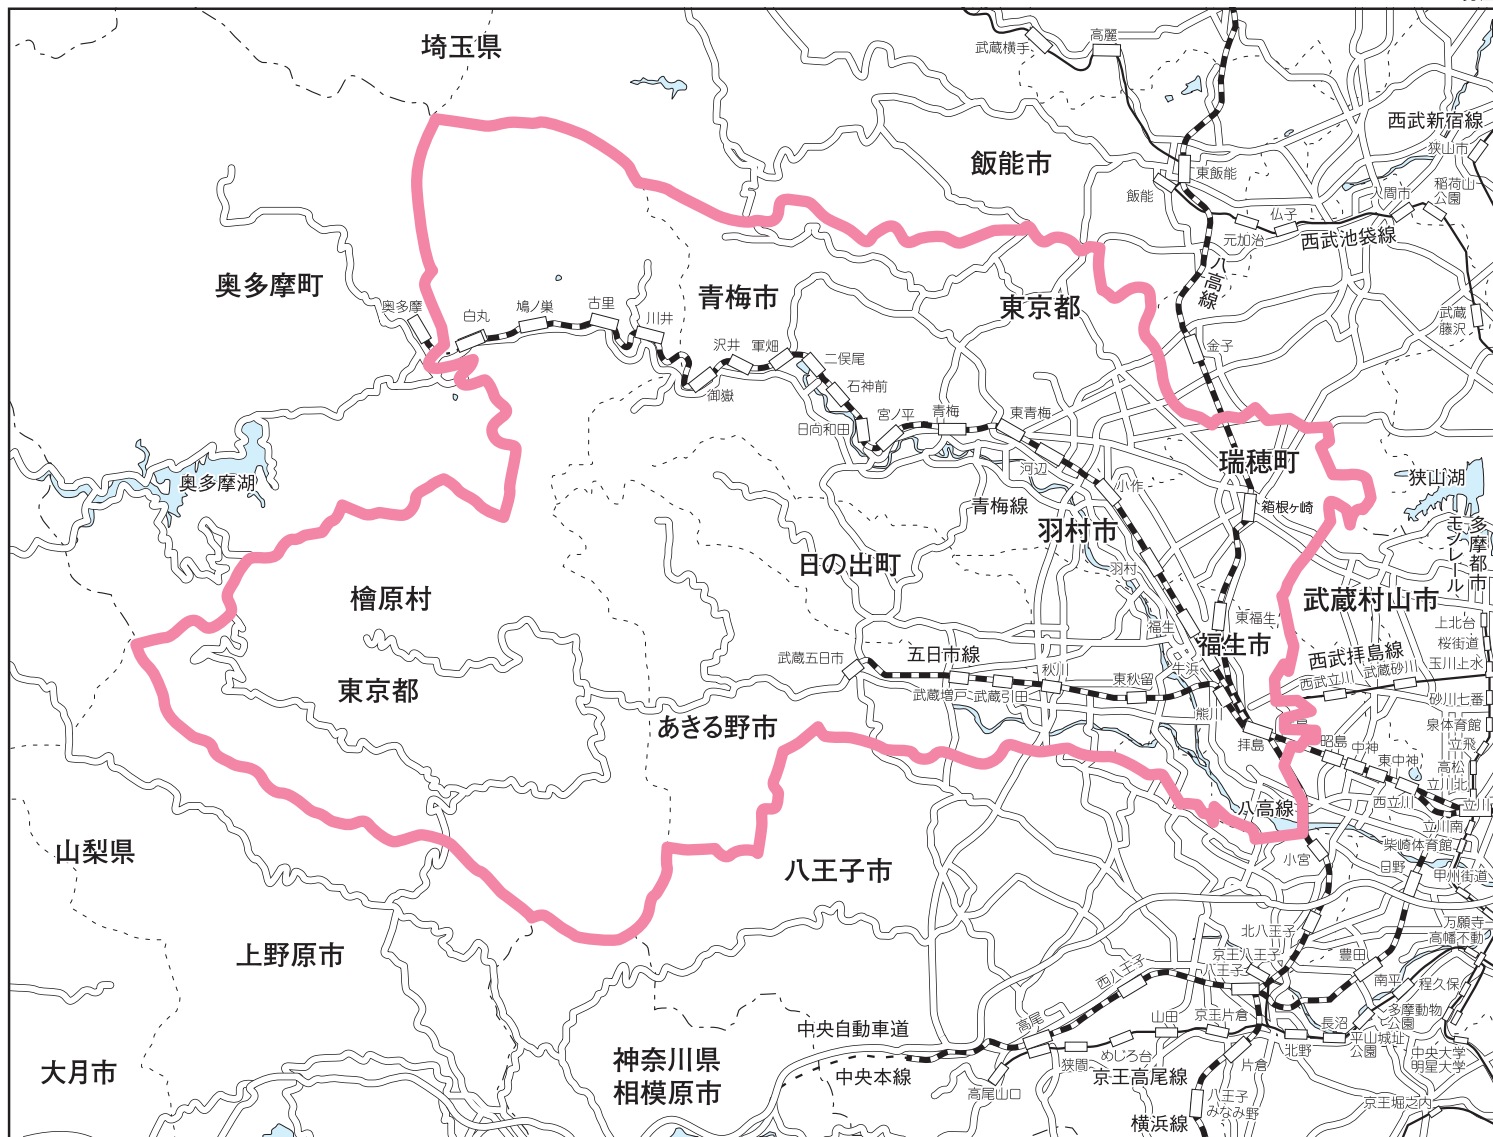 埼玉県
武蔵横手
高麗
西武新宿線
狭山市
飯能市
東飯能
飯能
入間市
稲荷山
公園
仏子
元加治
西武池袋線
八高線
奥多摩町
青梅市
東京都
奥多摩
白丸
鳩ノ巣
古里
川井
武蔵
藤沢
沢井
軍畑
二俣尾
金子
御嶽
石神前
日向和田
宮ノ平
青梅
東青梅
河辺
小作
瑞穂町
箱根ヶ崎
狭山湖
奥多摩湖
青梅線
羽村市
多摩都市
モノレール
日の出町
羽村
檜原村
武蔵村山市
東福生
福生
福生市
上北台
桜街道
玉川上水
武蔵五日市
五日市線
秋川
牛浜
西武拝島線
西武立川
武蔵砂川
東京都
武蔵増戸
武蔵引田
東秋留
熊川
砂川七番
泉体育館
あきる野市
拝島
昭島
中神
東中神
立飛
高松
立川北
西立川
立川
八高線
立川南
柴崎体育館
山梨県
八王子市
小宮
日野
甲州街道
万願寺
高幡不動
上野原市
北八王子
京王八王子
八王子
豊田
西八王子
南平
程久保
多摩動物
公園
中央自動車道
高尾
山田
京王片倉
長沼
平山城址
公園
大月市
神奈川県
相模原市
中央本線
狭間
めじろ台
北野
片倉
中央大学
明星大学
京王高尾線
高尾山口
八王子
みなみ野
京王堀之内
横浜線